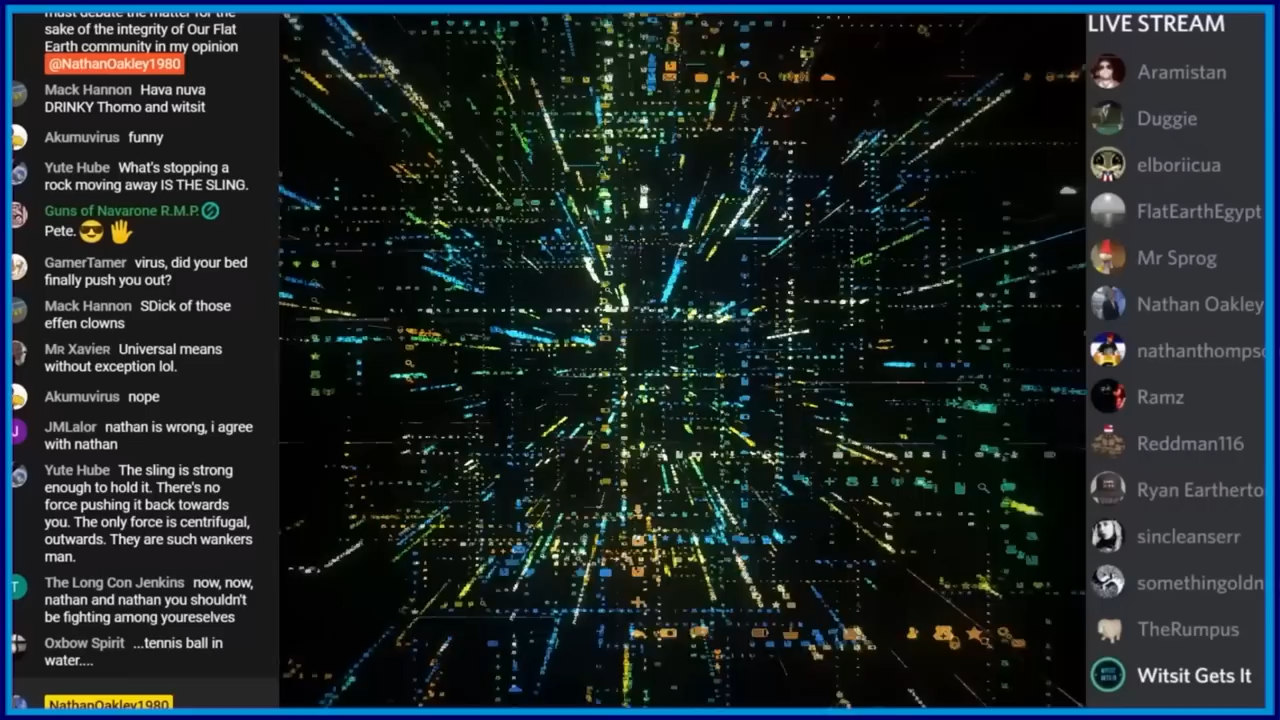 must debate the matter for the
sake of the integrity of Our Flat
Earth community in my opinion
@NathanOakley1980
Mack Hannon Hava nuva
DRINKY Thomo and witsit
Akumuvirus funny
Yute Hube What's stopping a
rock moving away IS THE SLING.
Guns of Navarone R.M.P.
Pete.
GamerTamer virus, did your bed
finally push you out?
Mack Hannon SDick of those
effen clowns
Mr Xavier Universal means
without exception lol.
Akumuvirus nope
JMLalor nathan is wrong, i agree
with nathan
Yute Hube The sling is strong
enough to hold it. There's no
force pushing it back towards
you. The only force is centrifugal,
outwards. They are such wankers
man.
The Long Con Jenkins now, now,
nathan and nathan you shouldn't
be fighting among youreselves
Oxbow Spirit ...tennis ball in
water....
NathanOakley1980
LIVE STREAM
Aramistan
Duggie
elboriicua
FlatEarthEgypt
Mr Sprog
Nathan Oakley
nathanthompso
Ramz
Reddman116
Ryan Eartherto
sincleanserr
somethingoldn
TheRumpus
Witsit Gets It